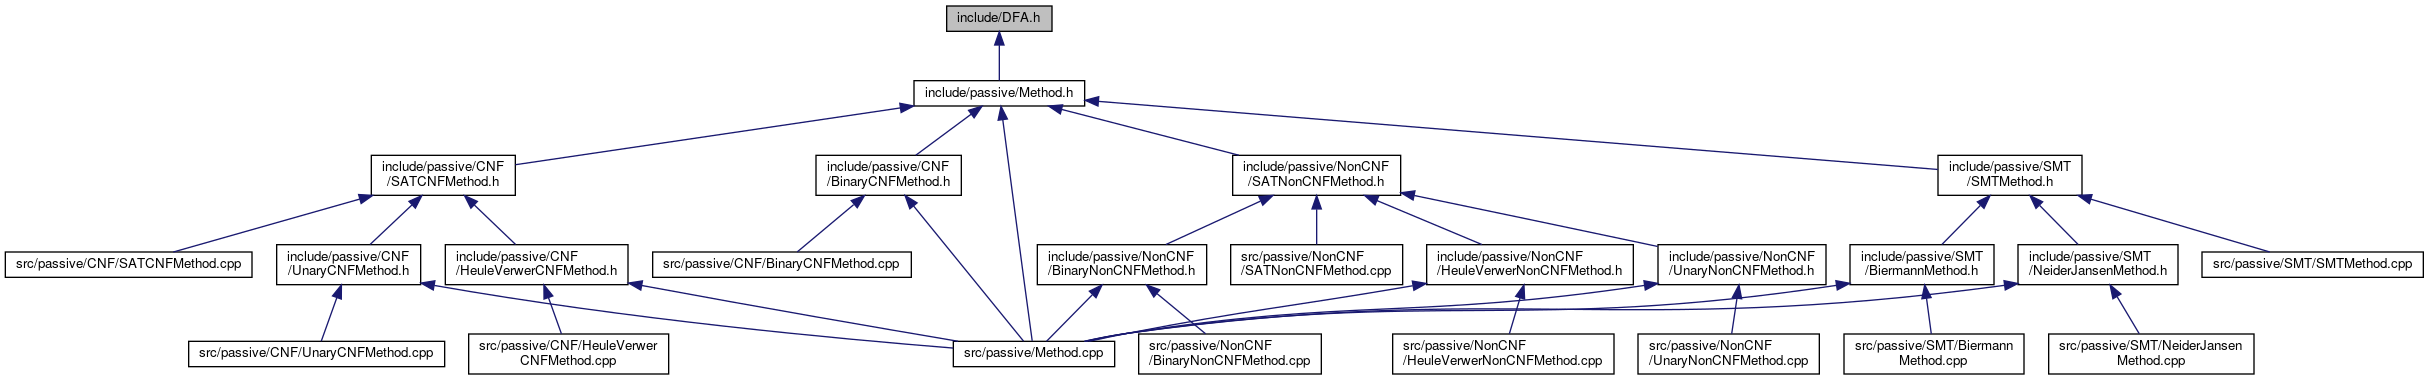 include/DFA.h
include/passive/Method.h
include/passive/CNF
/SATCNFMethod.h
include/passive/CNF
/BinaryCNFMethod.h
include/passive/NonCNF
/SATNonCNFMethod.h
include/passive/SMT
/SMTMethod.h
src/passive/CNF/SATCNFMethod.cpp
include/passive/CNF
/UnaryCNFMethod.h
include/passive/CNF
/HeuleVerwerCNFMethod.h
src/passive/CNF/BinaryCNFMethod.cpp
include/passive/NonCNF
/BinaryNonCNFMethod.h
src/passive/NonCNF
/SATNonCNFMethod.cpp
include/passive/NonCNF
/HeuleVerwerNonCNFMethod.h
include/passive/NonCNF
/UnaryNonCNFMethod.h
include/passive/SMT
/BiermannMethod.h
include/passive/SMT
/NeiderJansenMethod.h
src/passive/SMT/SMTMethod.cpp
src/passive/CNF/UnaryCNFMethod.cpp
src/passive/CNF/HeuleVerwer
CNFMethod.cpp
src/passive/Method.cpp
src/passive/NonCNF
/BinaryNonCNFMethod.cpp
src/passive/NonCNF
/HeuleVerwerNonCNFMethod.cpp
src/passive/NonCNF
/UnaryNonCNFMethod.cpp
src/passive/SMT/Biermann
Method.cpp
src/passive/SMT/NeiderJansen
Method.cpp